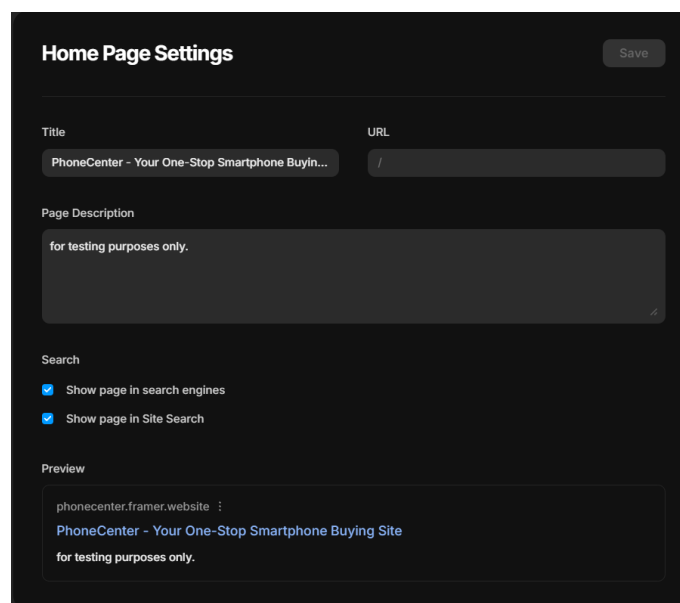 Home Page Settings
Save
Title
URL
PhoneCenter - Your One-Stop Smartphone Buyin...
/
Page Description
for testing purposes only.
Search
Show page in search engines
Show page in Site Search
Preview
phonecenter.framer.website ⋮
PhoneCenter - Your One-Stop Smartphone Buying Site
for testing purposes only.